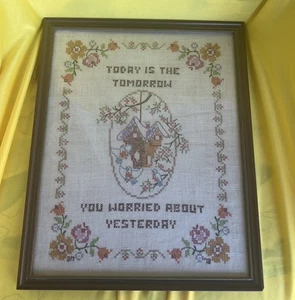 TODAY IS THE
TOMORROW
YOU WORRIED ABOUT
YESTERDAY